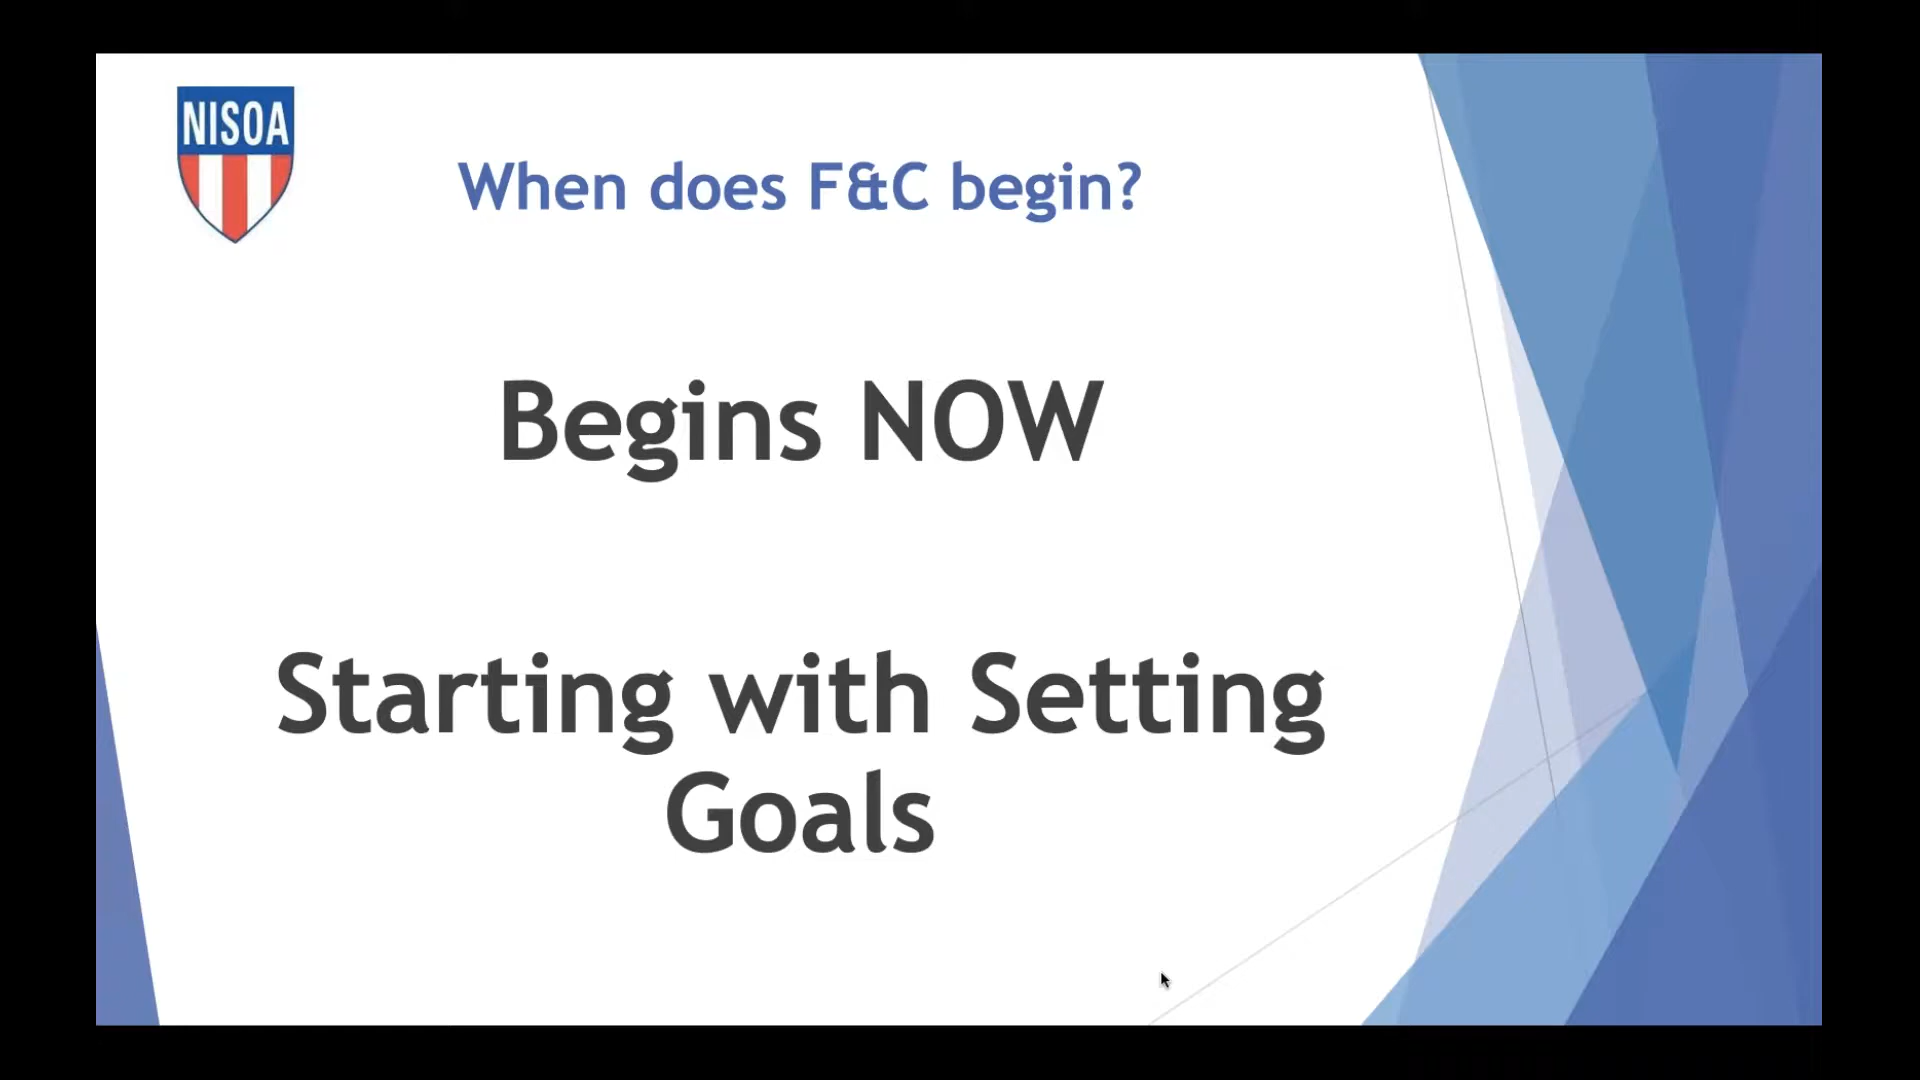 NISOA
When does F&C begin?
Begins NOW
Starting with Setting
Goals